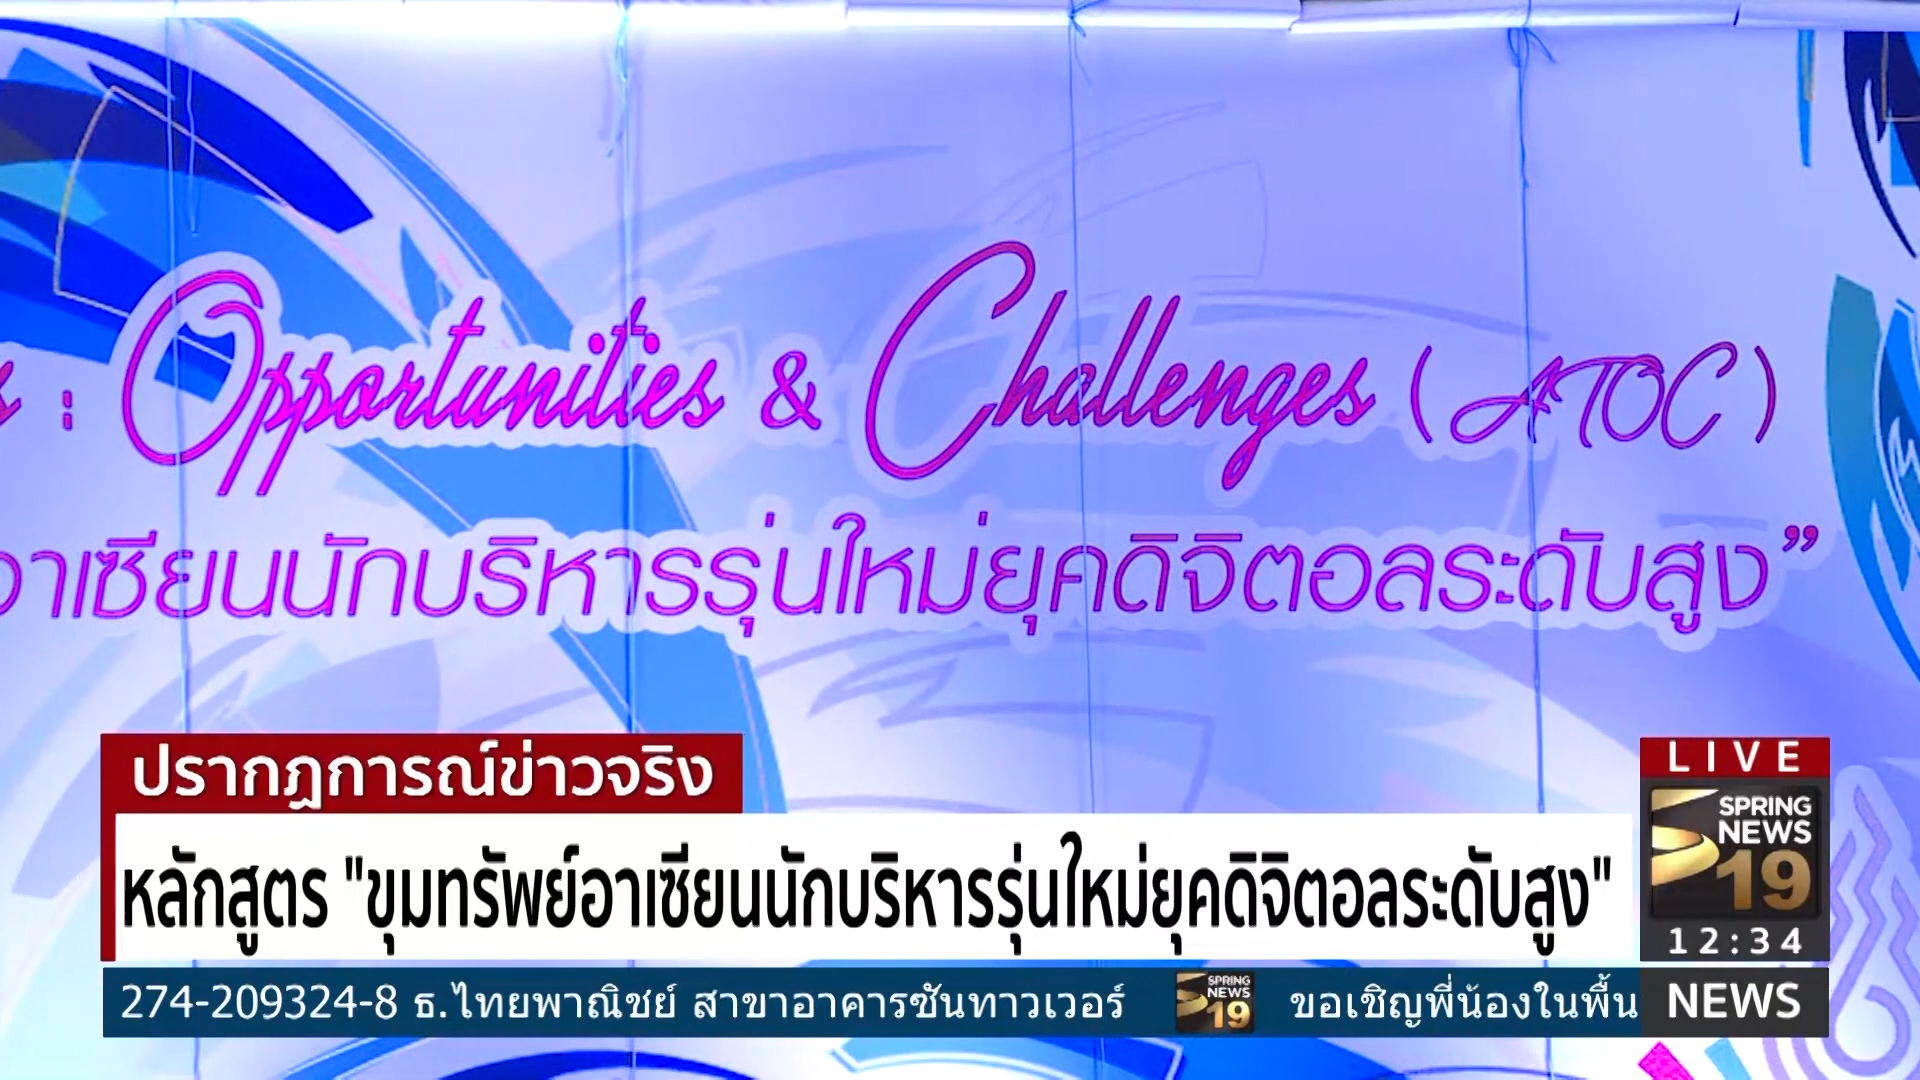 : Opportunities & Challenges (ATOC)
อาเซียนนักบริหารรุ่นใหม่ยุคดิจิตอลระดับสูง”
ปรากฏการณ์ข่าวจริง
หลักสูตร "ขุมทรัพย์อาเซียนนักบริหารรุ่นใหม่ยุคดิจิตอลระดับสูง"
LIVE
SPRING
NEWS
19
12:34
274-209324-8 ธ.ไทยพาณิชย์ สาขาอาคารซันทาวเวอร์ SPRING NEWS 19 ขอเชิญพี่น้องในพื้น
NEWS